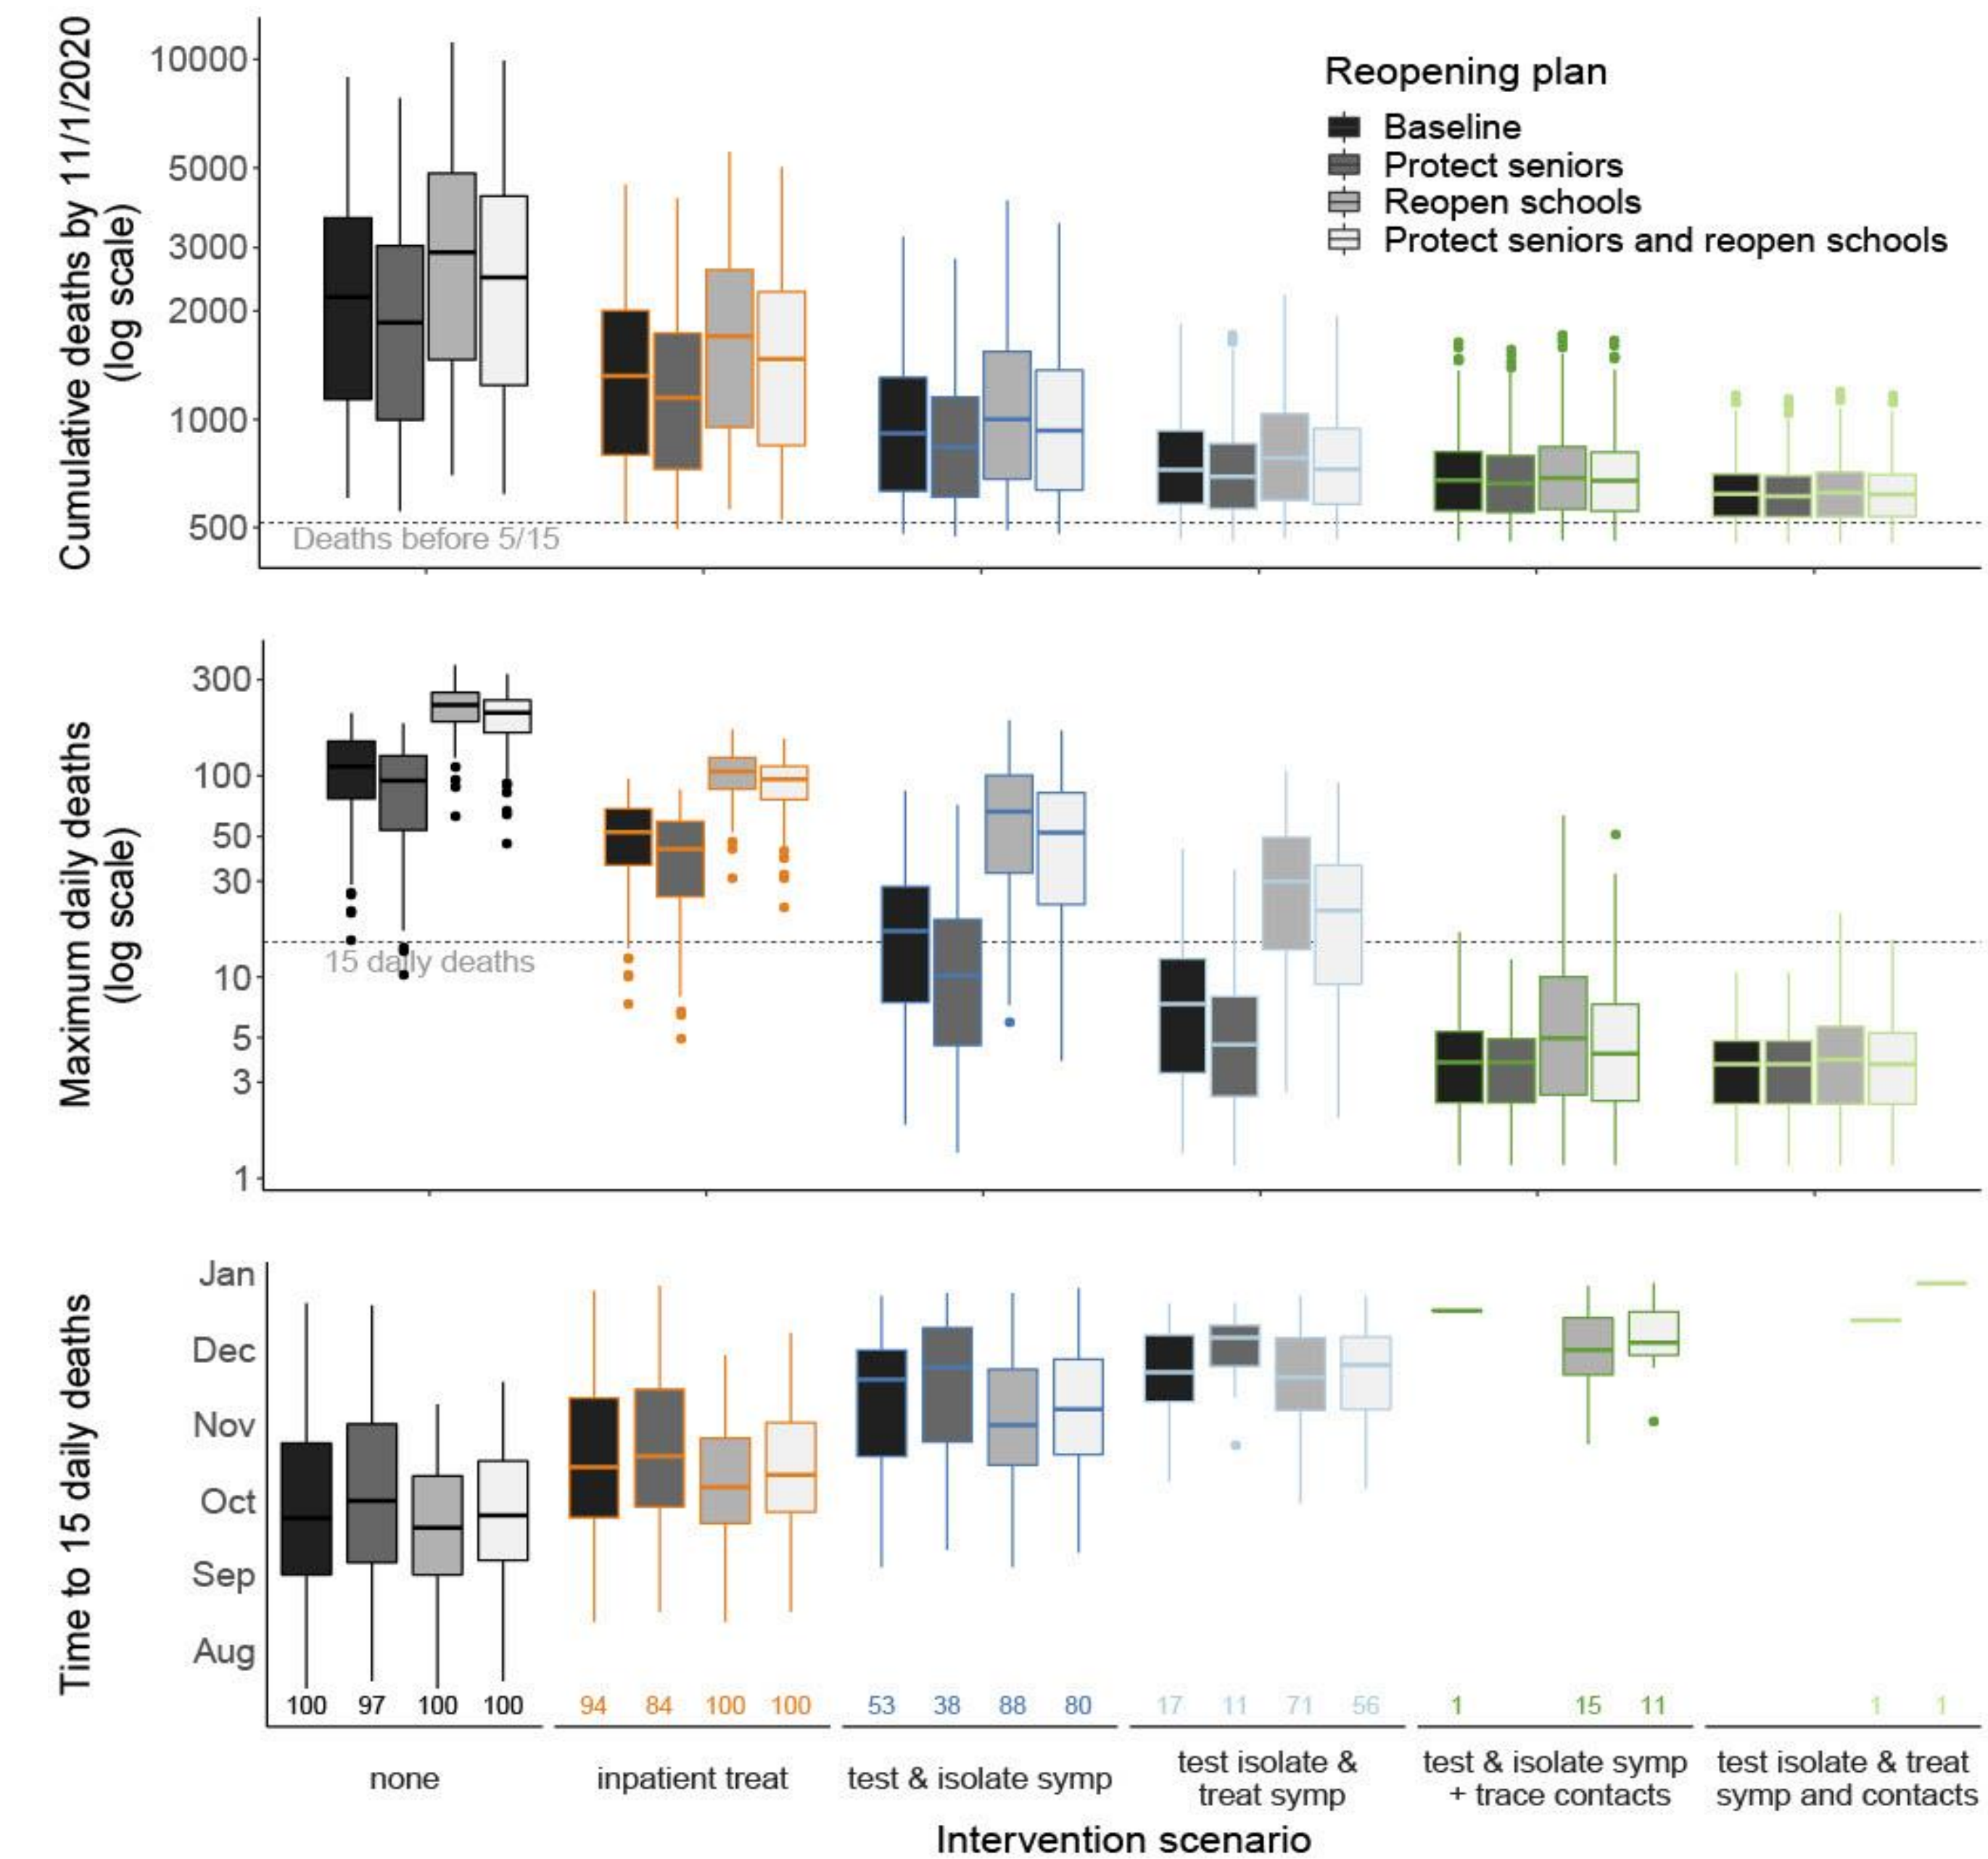 Cumulative deaths by 11/1/2020
(log scale)
10000
5000
3000
2000
1000
500
Deaths before 5/15
Reopening plan
Baseline
Protect seniors
Reopen schools
Protect seniors and reopen schools
Maximum daily deaths
(log scale)
300
100
50
30
10
5
3
1
15 daily deaths
Time to 15 daily deaths
Jan
Dec
Nov
Oct
Sep
Aug
100 97 100 100 94 84 100 100 53 38 88 80 17 11 71 56 1 15 11 1 1
none
inpatient treat
test & isolate symp
test isolate &
treat symp
test & isolate symp
+ trace contacts
test isolate & treat
symp and contacts
Intervention scenario